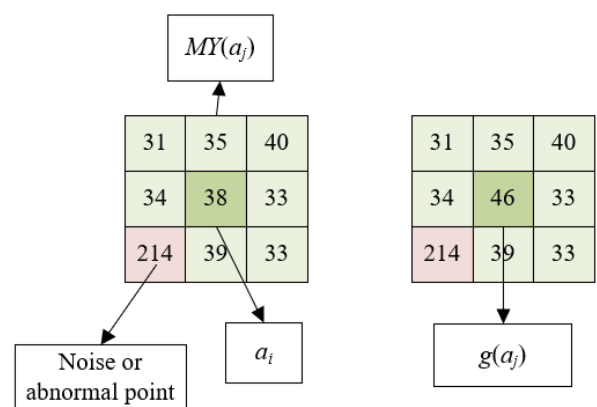 MY(aⱼ)
31 35 40 31 35 40
34 38 33 34 46 33
214 39 33 214 39 33
Noise or
abnormal point
aᵢ
g(aⱼ)